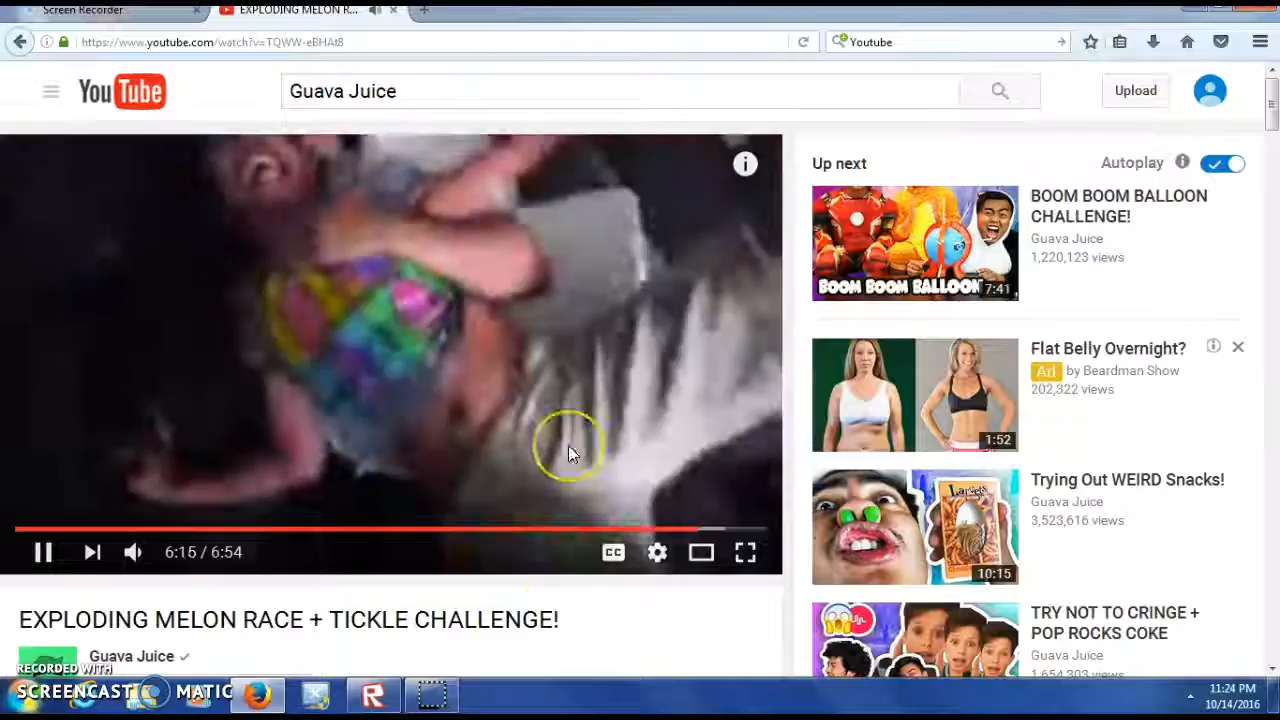 Screen Recorder
EXPLODING MELON R...
https://www.youtube.com/watch?v=TQWW-eBHAt8
Youtube
YouTube
Guava Juice
Upload
Up next
Autoplay
BOOM BOOM BALLOON
CHALLENGE!
Guava Juice
1,220,123 views
BOOM BOOM BALLOON
7:41
Flat Belly Overnight?
Ad by Beardman Show
202,322 views
1:52
Trying Out WEIRD Snacks!
Guava Juice
3,523,616 views
10:15
TRY NOT TO CRINGE +
POP ROCKS COKE
Guava Juice
1,654,303 views
6:15 / 6:54
CC
EXPLODING MELON RACE + TICKLE CHALLENGE!
Guava Juice
RECORDED WITH
SCREENCAST MATIC
11:24 PM
10/14/2016